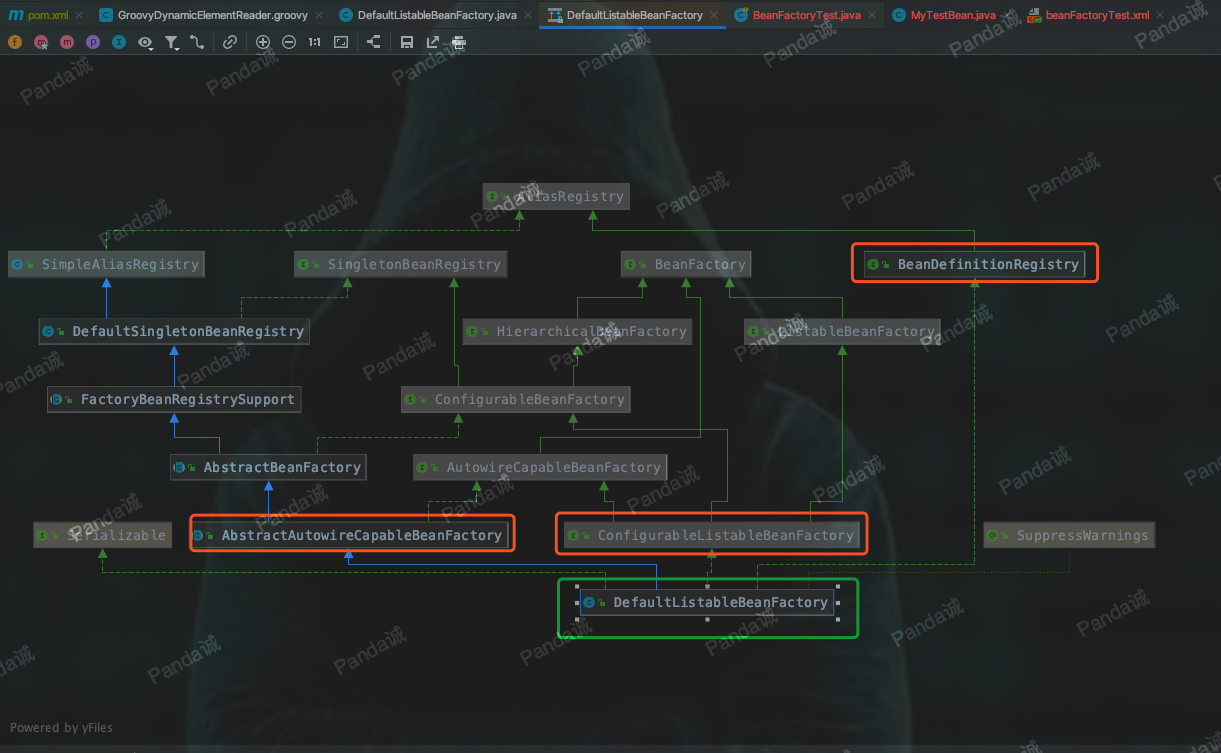 pom.xml
GroovyDynamicElementReader.groovy
DefaultListableBeanFactory.java
DefaultListableBeanFactory
BeanFactoryTest.java
MyTestBean.java
beanFactoryTest.xml
1:1
AliasRegistry
SimpleAliasRegistry
SingletonBeanRegistry
BeanFactory
BeanDefinitionRegistry
DefaultSingletonBeanRegistry
HierarchicalBeanFactory
ListableBeanFactory
FactoryBeanRegistrySupport
ConfigurableBeanFactory
AbstractBeanFactory
AutowireCapableBeanFactory
Serializable
AbstractAutowireCapableBeanFactory
ConfigurableListableBeanFactory
SuppressWarnings
DefaultListableBeanFactory
Powered by yFiles
Panda诚